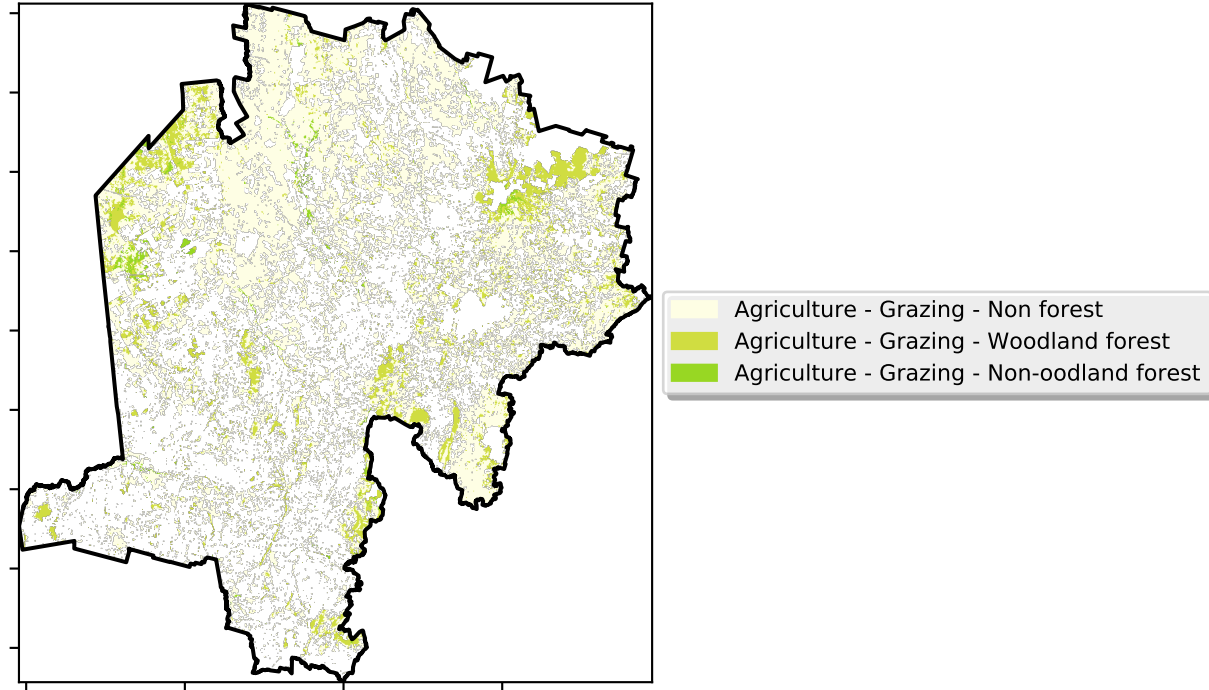 Agriculture - Grazing - Non forest
Agriculture - Grazing - Woodland forest
Agriculture - Grazing - Non-oodland forest